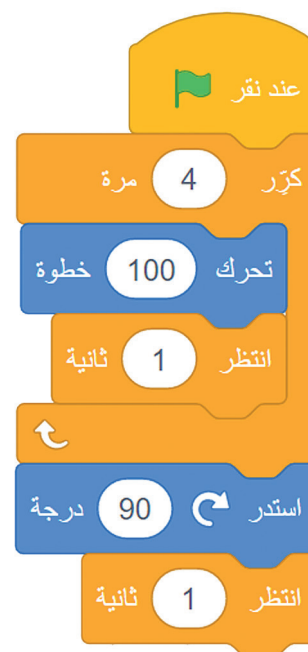 عند نقر
كرّر 4 مرة
تحرك 100 خطوة
انتظر 1 ثانية
استدر 90 درجة
انتظر 1 ثانية